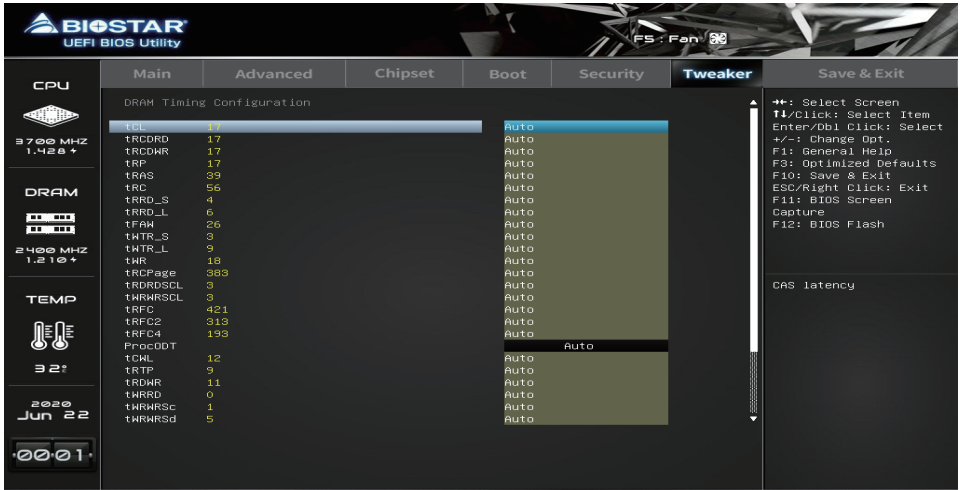 BIOSTAR®
UEFI BIOS Utility
F5 : Fan
Main Advanced Chipset Boot Security Tweaker Save & Exit
CPU
3700 MHZ
1.428
DRAM
2400 MHZ
1.210
TEMP
32°c
2020
Jun 22
00:01
DRAM Timing Configuration
tCL 17 Auto
tRCDRD 17 Auto
tRCDWR 17 Auto
tRP 17 Auto
tRAS 39 Auto
tRC 56 Auto
tRRD_S 4 Auto
tRRD_L 6 Auto
tFAW 26 Auto
tWTR_S 3 Auto
tWTR_L 9 Auto
tWR 18 Auto
tRCPage 383 Auto
tRDRDSCL 3 Auto
tWRWRSCL 3 Auto
tRFC 421 Auto
tRFC2 313 Auto
tRFC4 193 Auto
ProcODT Auto
tCWL 12 Auto
tRTP 9 Auto
tRDWR 11 Auto
tWRRD 0 Auto
tWRWRSc 1 Auto
tWRWRSd 5 Auto
→←: Select Screen
↑↓/Click: Select Item
Enter/Dbl Click: Select
+/-: Change Opt.
F1: General Help
F3: Optimized Defaults
F10: Save & Exit
ESC/Right Click: Exit
F11: BIOS Screen
Capture
F12: BIOS Flash
CAS latency